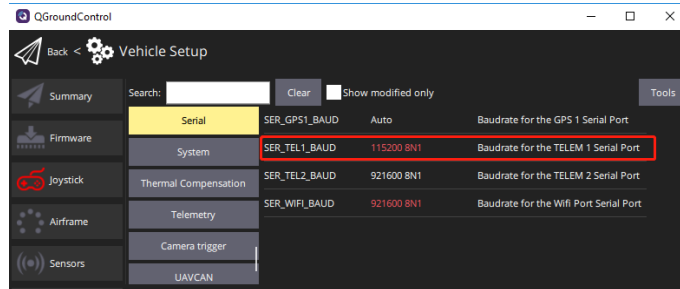 QGroundControl
Back < Vehicle Setup
Summary
Firmware
Joystick
Airframe
Sensors
Search: Clear Show modified only Tools
Serial
System
Thermal Compensation
Telemetry
Camera trigger
UAVCAN
SER_GPS1_BAUD Auto Baudrate for the GPS 1 Serial Port
SER_TEL1_BAUD 115200 8N1 Baudrate for the TELEM 1 Serial Port
SER_TEL2_BAUD 921600 8N1 Baudrate for the TELEM 2 Serial Port
SER_WIFI_BAUD 921600 8N1 Baudrate for the Wifi Port Serial Port